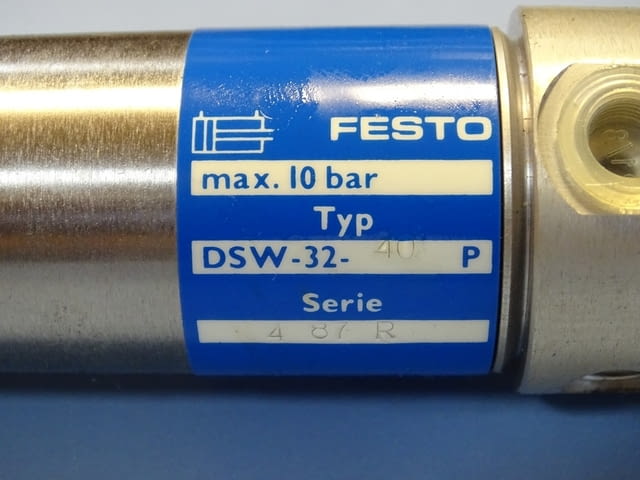 FESTO
max. 10 bar
Typ
DSW-32- 40 P
Serie
4 87 R